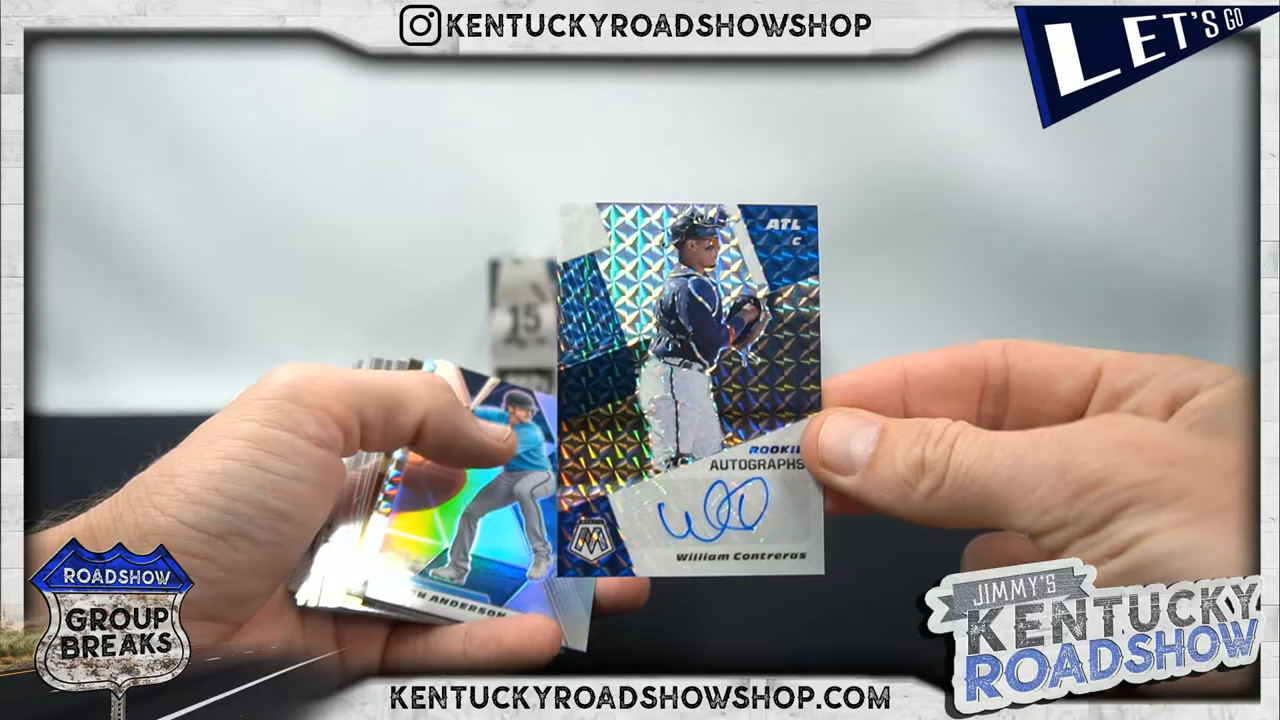 KENTUCKYROADSHOWSHOP
LET'S GO
ATL
C
15
ROOKIE
AUTOGRAPHS
William Contreras
ANDERSON
ROADSHOW
GROUP
BREAKS
JIMMY'S
KENTUCKY
ROADSHOW
KENTUCKYROADSHOWSHOP.COM